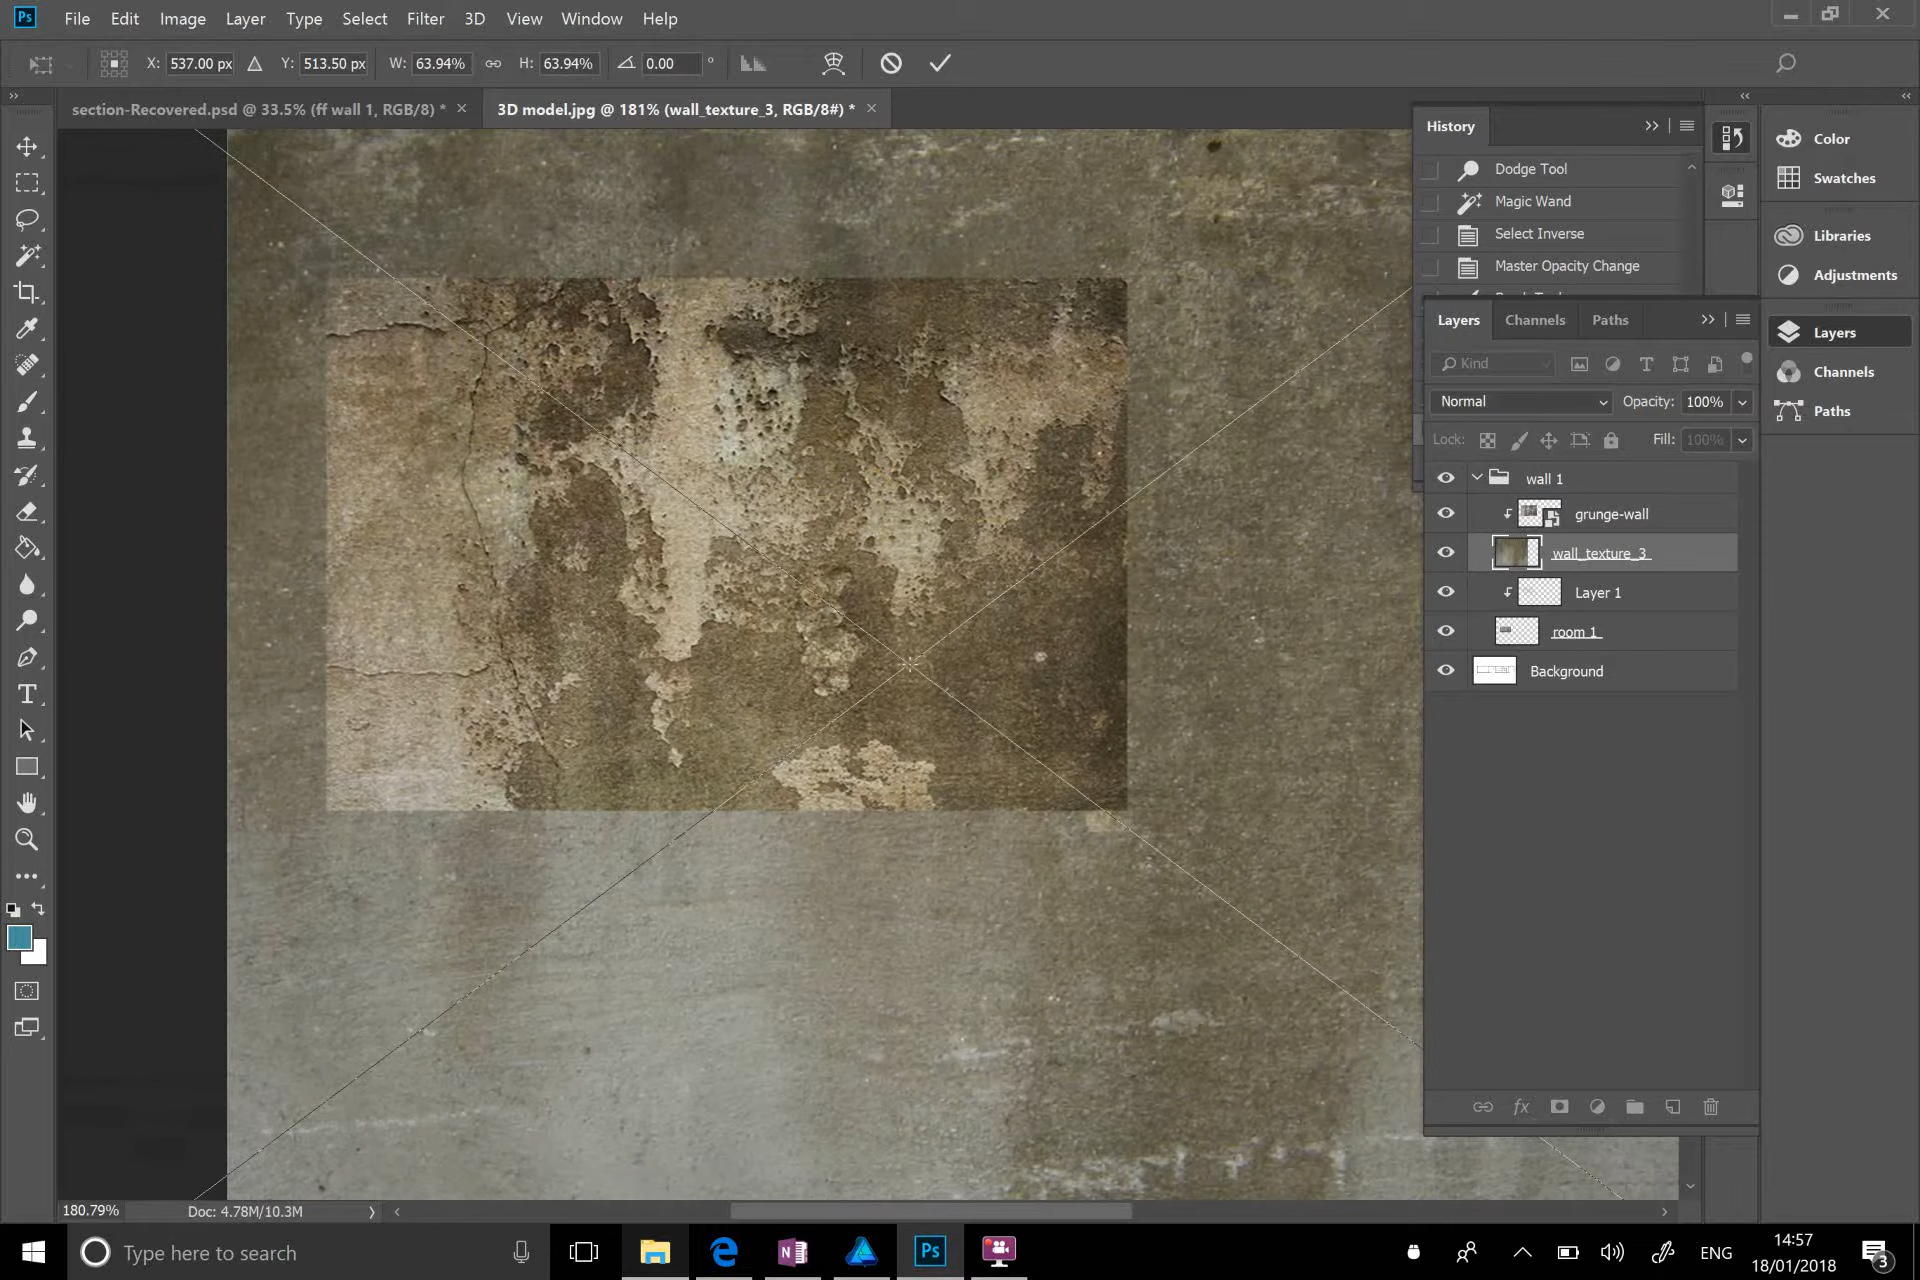 Ps File Edit Image Layer Type Select Filter 3D View Window Help
X: 537.00 px Y: 513.50 px W: 63.94% H: 63.94% 0.00 °
section-Recovered.psd @ 33.5% (ff wall 1, RGB/8) * ×
3D model.jpg @ 181% (wall_texture_3, RGB/8#) * ×
History
Dodge Tool
Magic Wand
Select Inverse
Master Opacity Change
Layers Channels Paths
Kind
Normal Opacity: 100%
Lock: Fill: 100%
wall 1
grunge-wall
wall_texture_3
Layer 1
room 1
Background
fx
Color
Swatches
Libraries
Adjustments
Layers
Channels
Paths
180.79% Doc: 4.78M/10.3M
Type here to search
Ps
ENG
14:57
18/01/2018
3